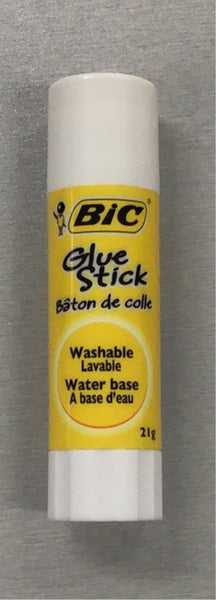 BIC
Glue
Stick
Bâton de colle
Washable
Lavable
Water base
A base d'eau
21g